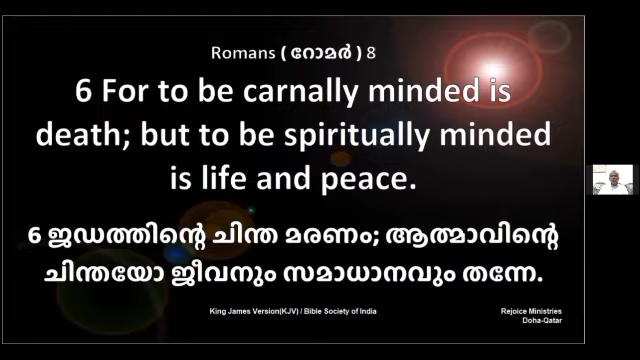 Romans ( റോമർ ) 8
6 For to be carnally minded is
death; but to be spiritually minded
is life and peace.
6 ജഡത്തിന്റെ ചിന്ത മരണം; ആത്മാവിന്റെ
ചിന്തയോ ജീവനും സമാധാനവും തന്നേ.
King James Version(KJV) / Bible Society of India
Rejoice Ministries
Doha-Qatar